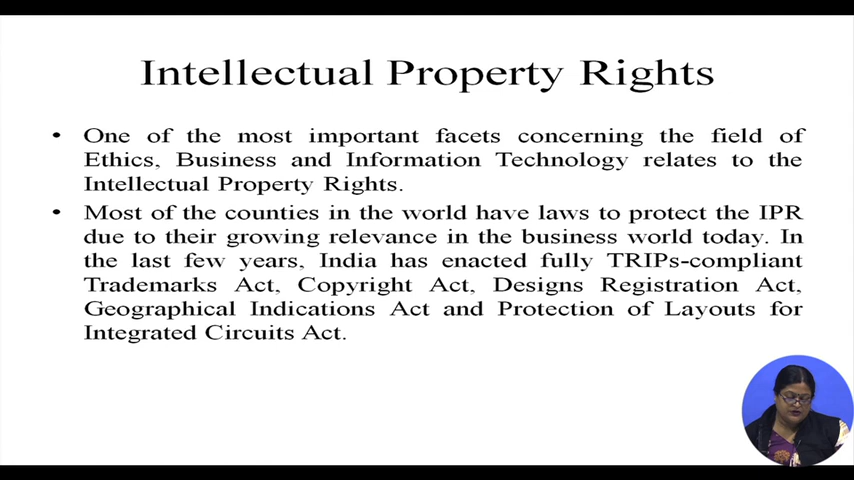 Intellectual Property Rights
• One of the most important facets concerning the field of
Ethics, Business and Information Technology relates to the
Intellectual Property Rights.
• Most of the counties in the world have laws to protect the IPR
due to their growing relevance in the business world today. In
the last few years, India has enacted fully TRIPs-compliant
Trademarks Act, Copyright Act, Designs Registration Act,
Geographical Indications Act and Protection of Layouts for
Integrated Circuits Act.